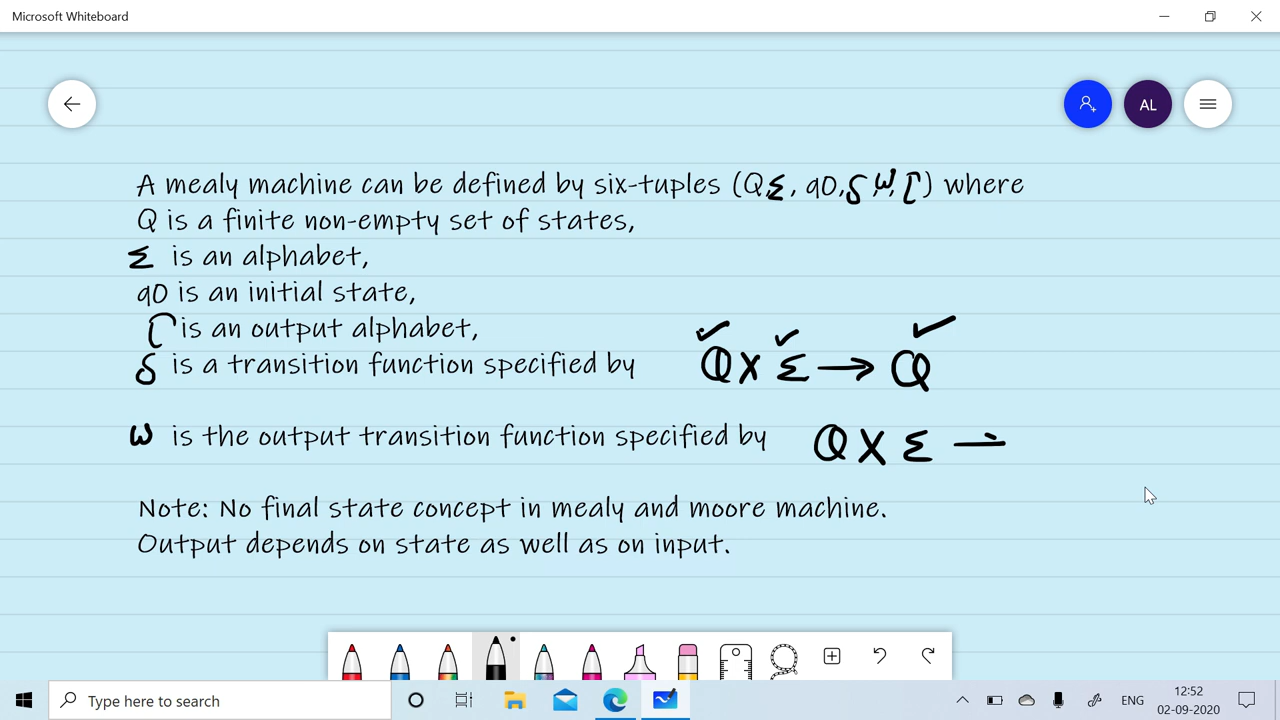 Microsoft Whiteboard
AL
A mealy machine can be defined by six-tuples (Q,Σ, q0,δ,ω,Γ) where
Q is a finite non-empty set of states,
Σ is an alphabet,
q0 is an initial state,
Γ is an output alphabet,
δ is a transition function specified by Q X Σ → Q
ω is the output transition function specified by Q X Σ –
Note: No final state concept in mealy and moore machine.
Output depends on state as well as on input.
Type here to search
ENG
12:52
02-09-2020